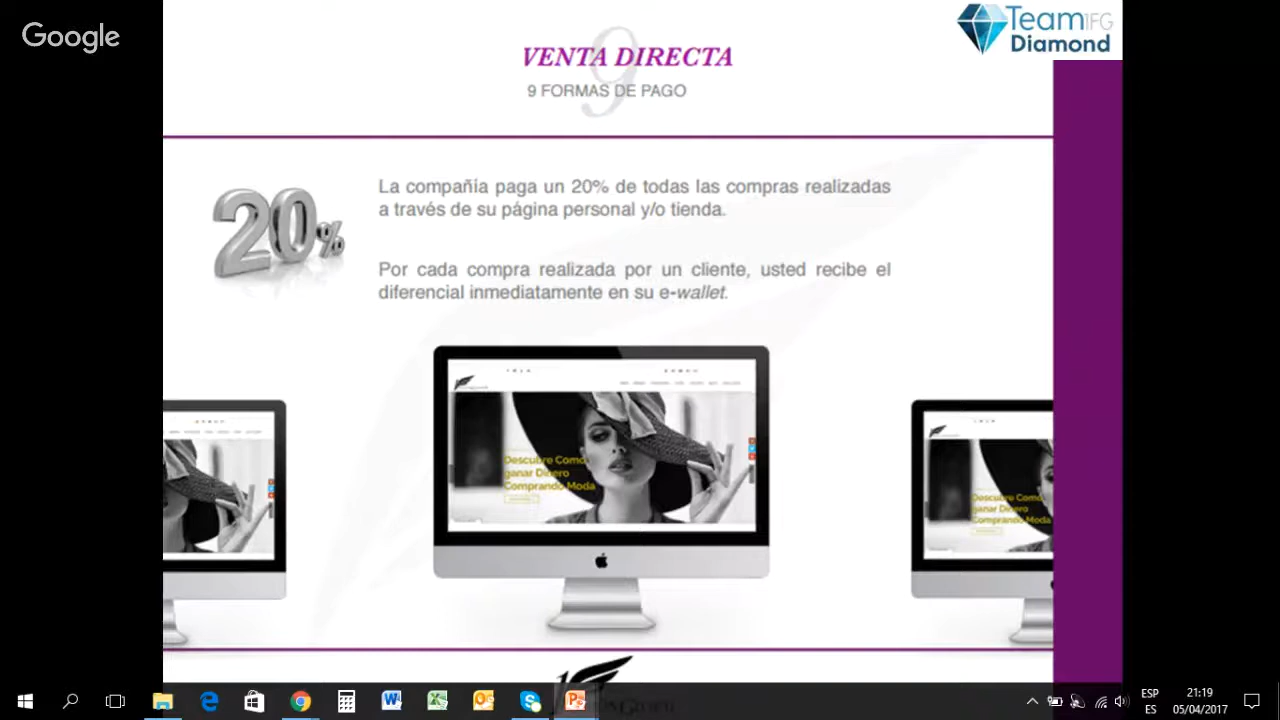 Google
Team 1FG
Diamond
9
VENTA DIRECTA
9 FORMAS DE PAGO
20%
La compañía paga un 20% de todas las compras realizadas
a través de su página personal y/o tienda.
Por cada compra realizada por un cliente, usted recibe el
diferencial inmediatamente en su e-wallet.
Descubre Como
ganar Dinero
Comprando Moda
Descubre Como
ganar Dinero
Comprando Moda
ESP
ES
21:19
05/04/2017